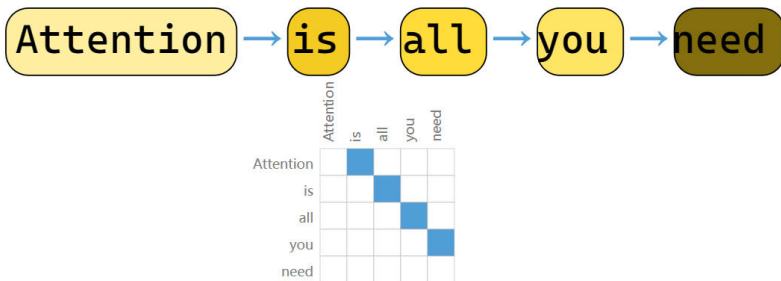 Attention is all you need
Attention is all you need
Attention
is
all
you
need